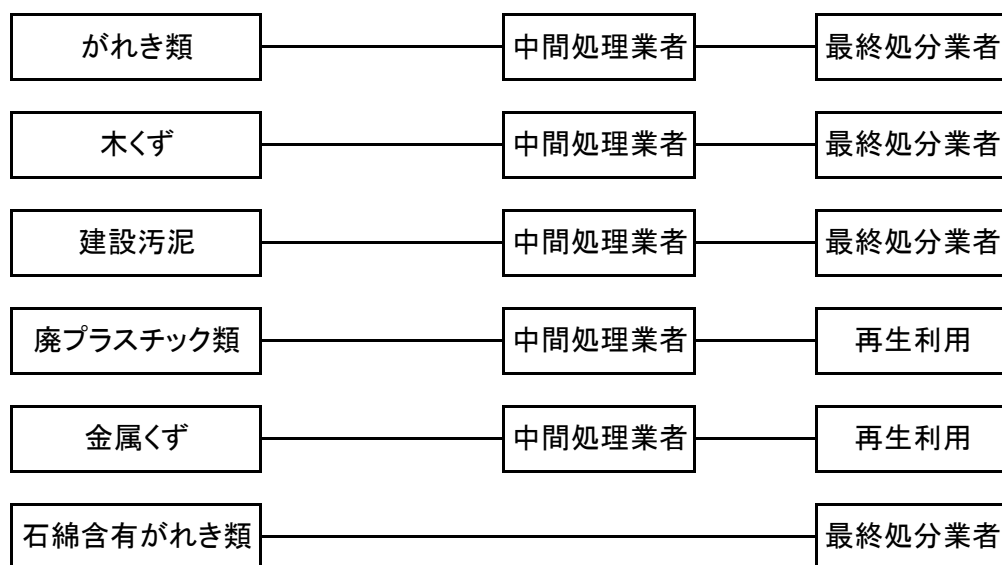 がれき類 中間処理業者 最終処分業者
木くず 中間処理業者 最終処分業者
建設汚泥 中間処理業者 最終処分業者
廃プラスチック類 中間処理業者 再生利用
金属くず 中間処理業者 再生利用
石綿含有がれき類 最終処分業者